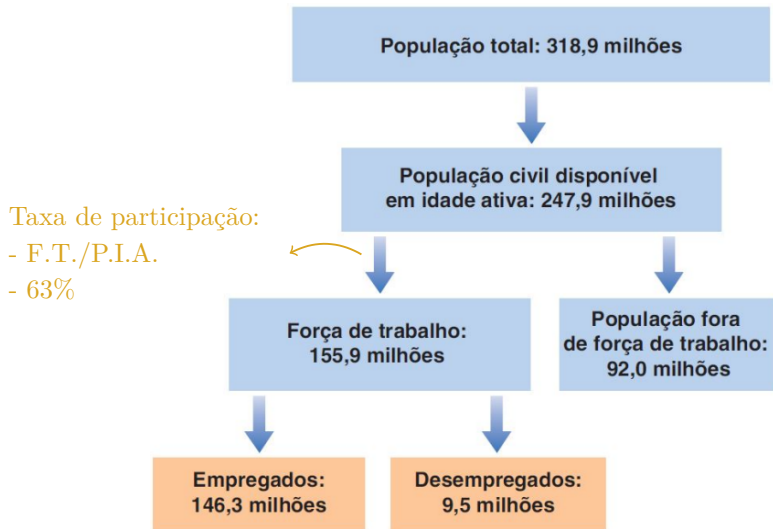 População total: 318,9 milhões
População civil disponível
em idade ativa: 247,9 milhões
Taxa de participação:
- F.T./P.I.A.
- 63%
Força de trabalho:
155,9 milhões
População fora
de força de trabalho:
92,0 milhões
Empregados:
146,3 milhões
Desempregados:
9,5 milhões